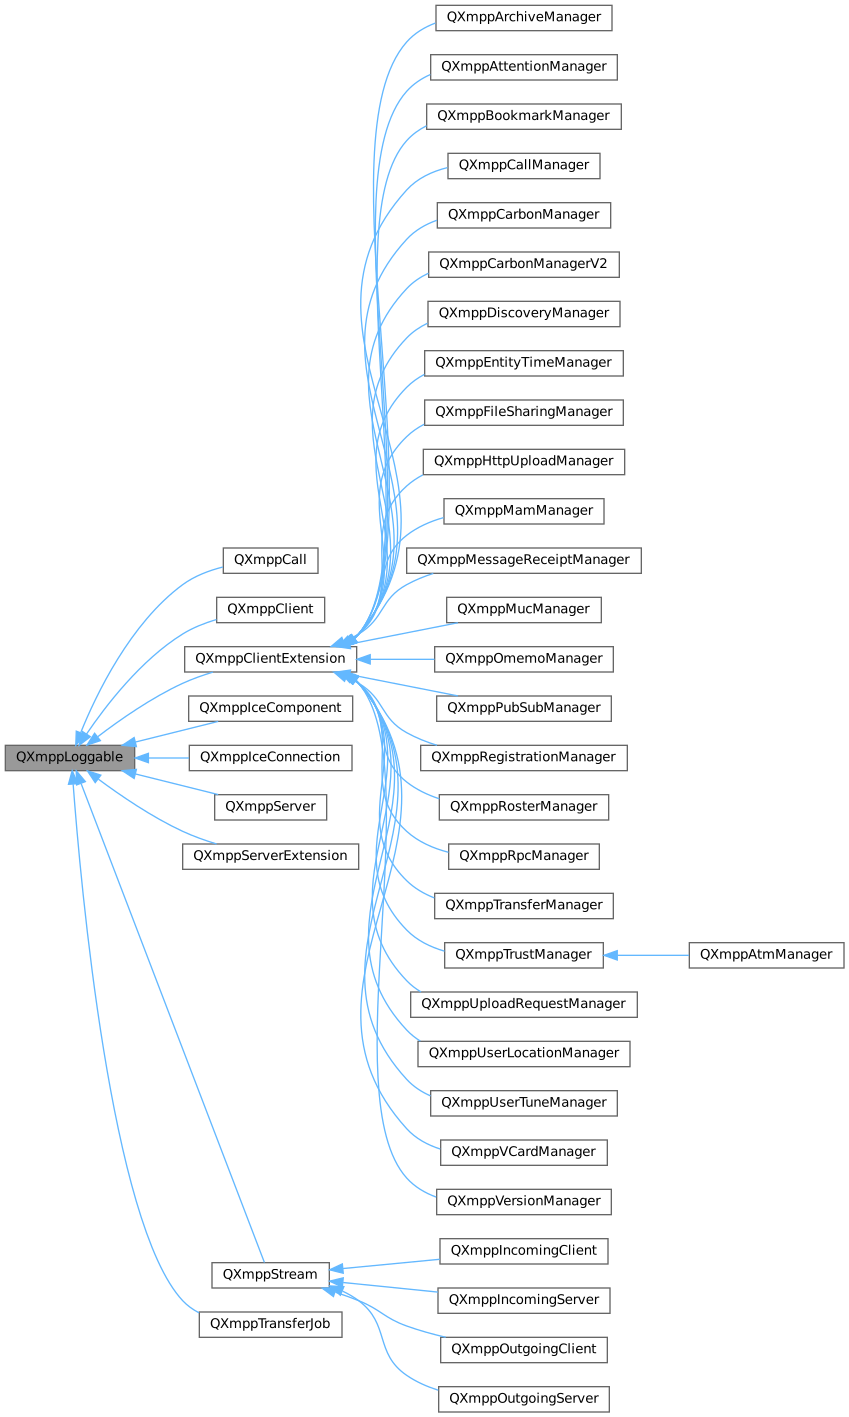 QXmppArchiveManager
QXmppAttentionManager
QXmppBookmarkManager
QXmppCallManager
QXmppCarbonManager
QXmppCarbonManagerV2
QXmppDiscoveryManager
QXmppEntityTimeManager
QXmppFileSharingManager
QXmppHttpUploadManager
QXmppMamManager
QXmppCall
QXmppMessageReceiptManager
QXmppClient
QXmppMucManager
QXmppClientExtension
QXmppOmemoManager
QXmppIceComponent
QXmppPubSubManager
QXmppLoggable
QXmppIceConnection
QXmppRegistrationManager
QXmppServer
QXmppRosterManager
QXmppServerExtension
QXmppRpcManager
QXmppTransferManager
QXmppTrustManager
QXmppAtmManager
QXmppUploadRequestManager
QXmppUserLocationManager
QXmppUserTuneManager
QXmppVCardManager
QXmppVersionManager
QXmppIncomingClient
QXmppStream
QXmppIncomingServer
QXmppTransferJob
QXmppOutgoingClient
QXmppOutgoingServer